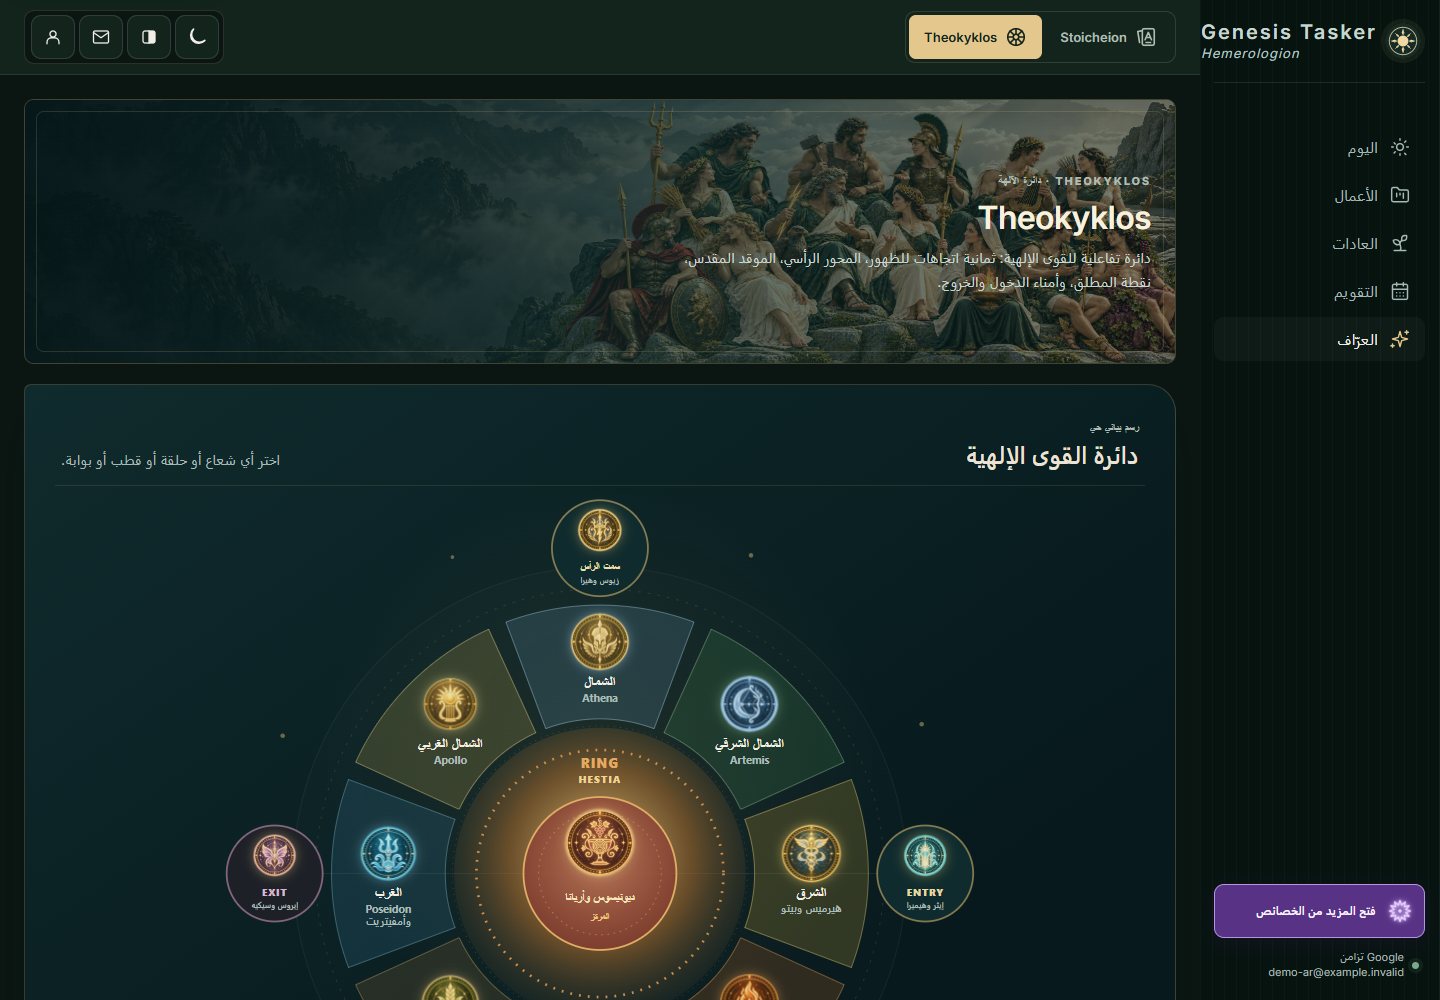 Genesis Tasker
Hemerologion
اليوم
الأعمال
العادات
التقويم
العرّاف
فتح المزيد من الخصائص
Google تزامن
demo-ar@example.invalid
Stoicheion
Theokyklos
THEOKYKLOS · دائرة الآلهة
Theokyklos
دائرة تفاعلية للقوى الإلهية: ثمانية اتجاهات للظهور، المحور الرأسي، الموقد المقدس،
نقطة المطلق، وأمناء الدخول والخروج.
رسم بياني حي
دائرة القوى الإلهية
اختر أي شعاع أو حلقة أو قطب أو بوابة.
سمت الرأس
زيوس وهيرا
الشمال
Athena
الشمال الغربي
Apollo
الشمال الشرقي
Artemis
RING
HESTIA
ديونيسوس وأريانا
المركز
EXIT
إيروس وسيكيه
الغرب
Poseidon
وأمفيتريت
الشرق
هيرميس وبيتو
ENTRY
إيثر وهيميرا